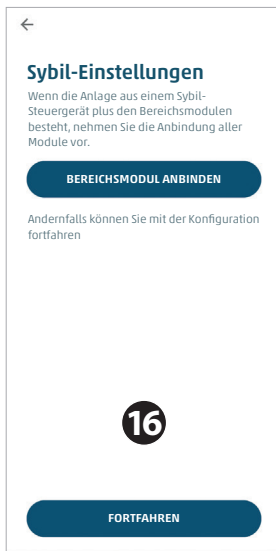 Sybil-Einstellungen
Wenn die Anlage aus einem Sybil-
Steuergerät plus den Bereichsmodulen
besteht, nehmen Sie die Anbindung aller
Module vor.
BEREICHSMODUL ANBINDEN
Andernfalls können Sie mit der Konfiguration
fortfahren
16
FORTFAHREN